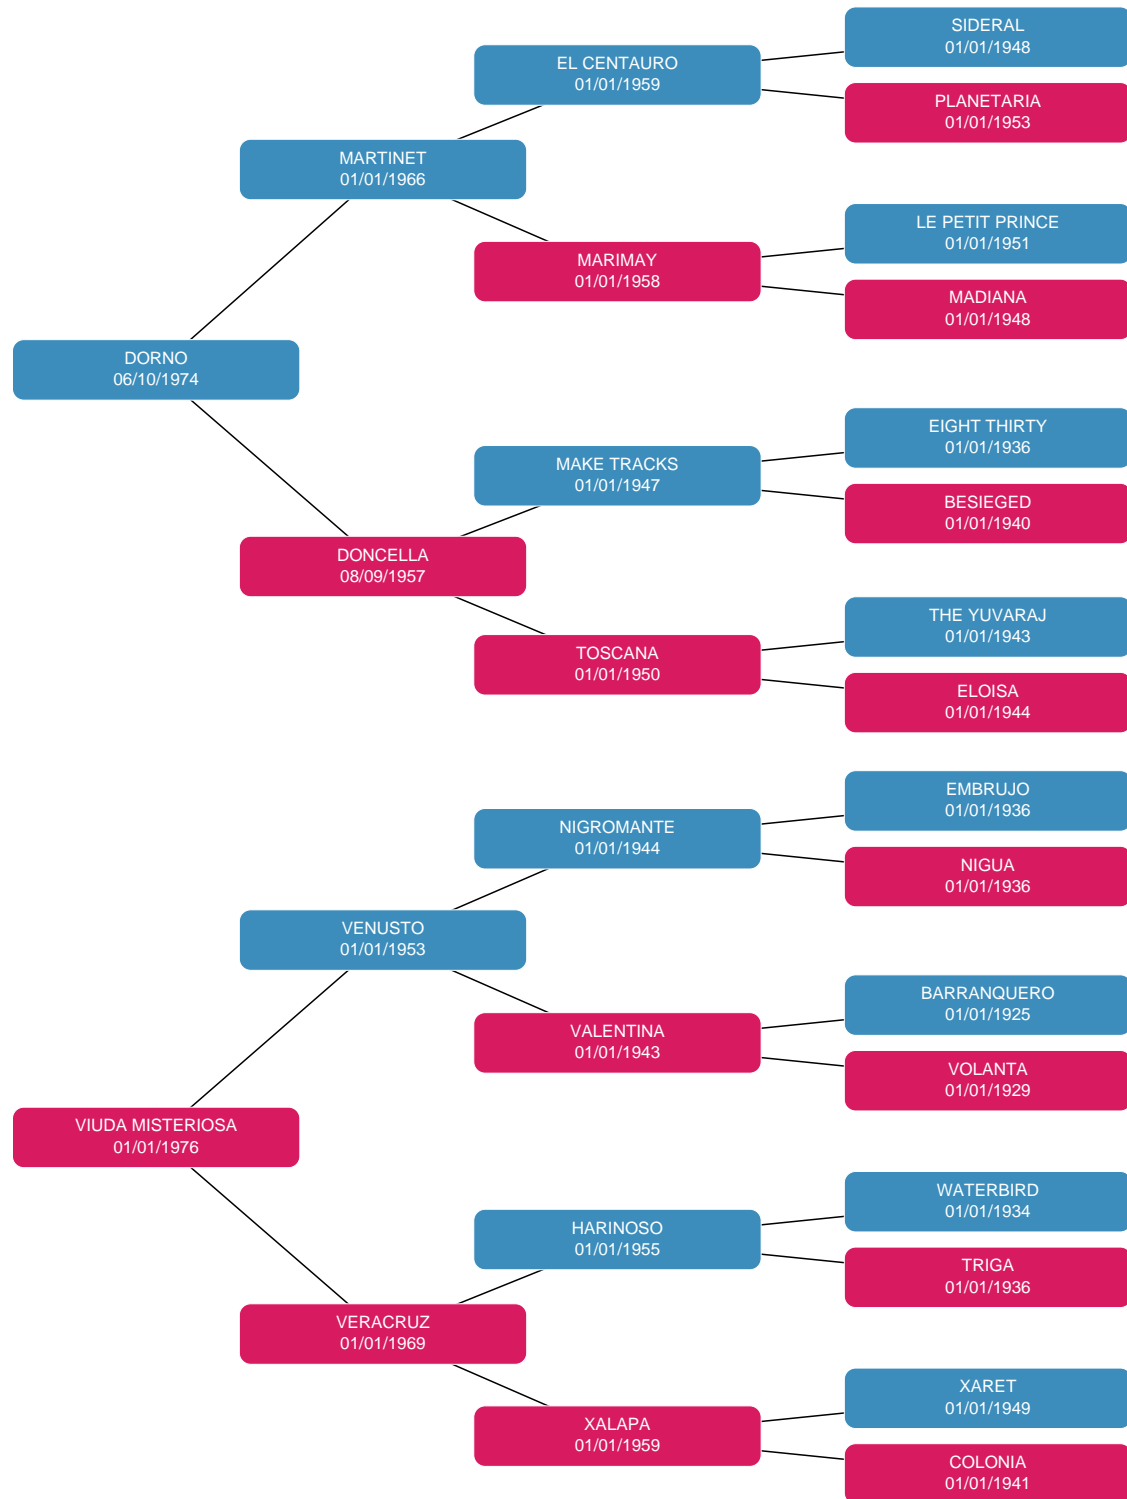 SIDERAL
01/01/1948
EL CENTAURO
01/01/1959
PLANETARIA
01/01/1953
MARTINET
01/01/1966
LE PETIT PRINCE
01/01/1951
MARIMAY
01/01/1958
MADIANA
01/01/1948
DORNO
06/10/1974
EIGHT THIRTY
01/01/1936
MAKE TRACKS
01/01/1947
BESIEGED
01/01/1940
DONCELLA
08/09/1957
THE YUVARAJ
01/01/1943
TOSCANA
01/01/1950
ELOISA
01/01/1944
EMBRUJO
01/01/1936
NIGROMANTE
01/01/1944
NIGUA
01/01/1936
VENUSTO
01/01/1953
BARRANQUERO
01/01/1925
VALENTINA
01/01/1943
VOLANTA
01/01/1929
VIUDA MISTERIOSA
01/01/1976
WATERBIRD
01/01/1934
HARINOSO
01/01/1955
TRIGA
01/01/1936
VERACRUZ
01/01/1969
XARET
01/01/1949
XALAPA
01/01/1959
COLONIA
01/01/1941